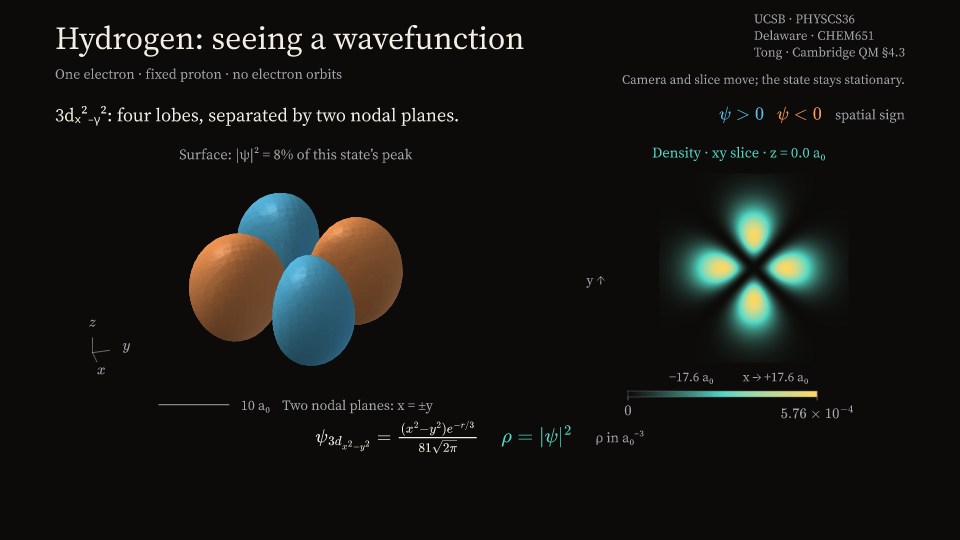 Hydrogen: seeing a wavefunction
UCSB · PHYSCS36
Delaware · CHEM651
Tong · Cambridge QM §4.3
One electron · fixed proton · no electron orbits
Camera and slice move; the state stays stationary.
3dₓ²₋ᵧ²: four lobes, separated by two nodal planes.
ψ > 0 ψ < 0 spatial sign
Surface: |ψ|² = 8% of this state’s peak
Density · xy slice · z = 0.0 a₀
y ↑
z
y
x
−17.6 a₀ x → +17.6 a₀
0 5.76 × 10⁻⁴
10 a₀ Two nodal planes: x = ±y
ψ_{3d_{x²−y²}} = (x²−y²)e^{−r/3} / 81√(2π) ρ = |ψ|² ρ in a₀⁻³